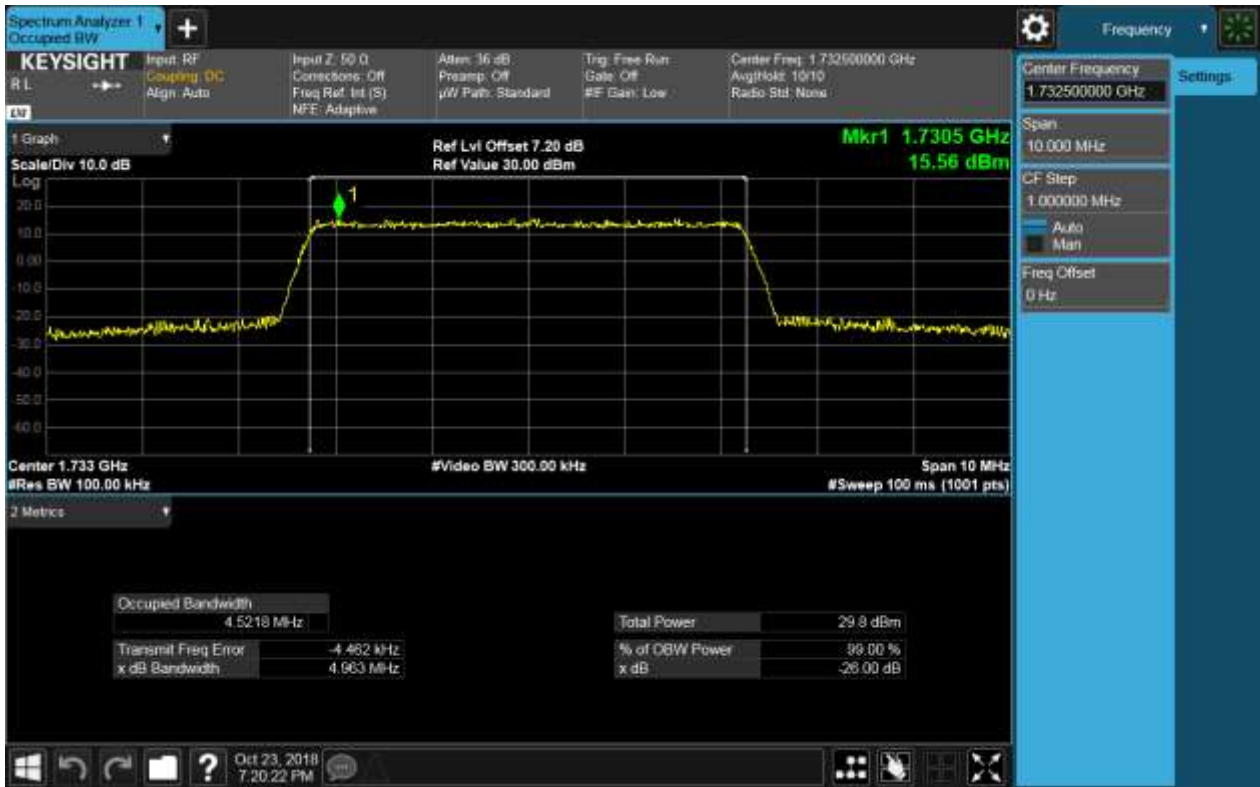 Spectrum Analyzer 1
Occupied BW
+
Frequency
KEYSIGHT
R L
Input: RF
Coupling: DC
Align: Auto
Input Z: 50 Ω
Corrections: Off
Freq Ref: Int (S)
NFE: Adaptive
Atten: 36 dB
Preamp: Off
µW Path: Standard
Trig: Free Run
Gate: Off
#IF Gain: Low
Center Freq: 1.732500000 GHz
Avg|Hold: 10/10
Radio Std: None
Center Frequency
1.732500000 GHz
Settings
Span
10.000 MHz
CF Step
1.000000 MHz
Auto
Man
Freq Offset
0 Hz
1 Graph
Scale/Div 10.0 dB
Ref Lvl Offset 7.20 dB
Ref Value 30.00 dBm
Mkr1 1.7305 GHz
15.56 dBm
Log
20.0
10.0
0.00
-10.0
-20.0
-30.0
-40.0
-50.0
-60.0
1
Center 1.733 GHz
#Res BW 100.00 kHz
#Video BW 300.00 kHz
Span 10 MHz
#Sweep 100 ms (1001 pts)
2 Metrics
Occupied Bandwidth
4.5218 MHz
Transmit Freq Error -4.462 kHz
x dB Bandwidth 4.963 MHz
Total Power 29.8 dBm
% of OBW Power 99.00 %
x dB -26.00 dB
?
Oct 23, 2018
7:20:22 PM